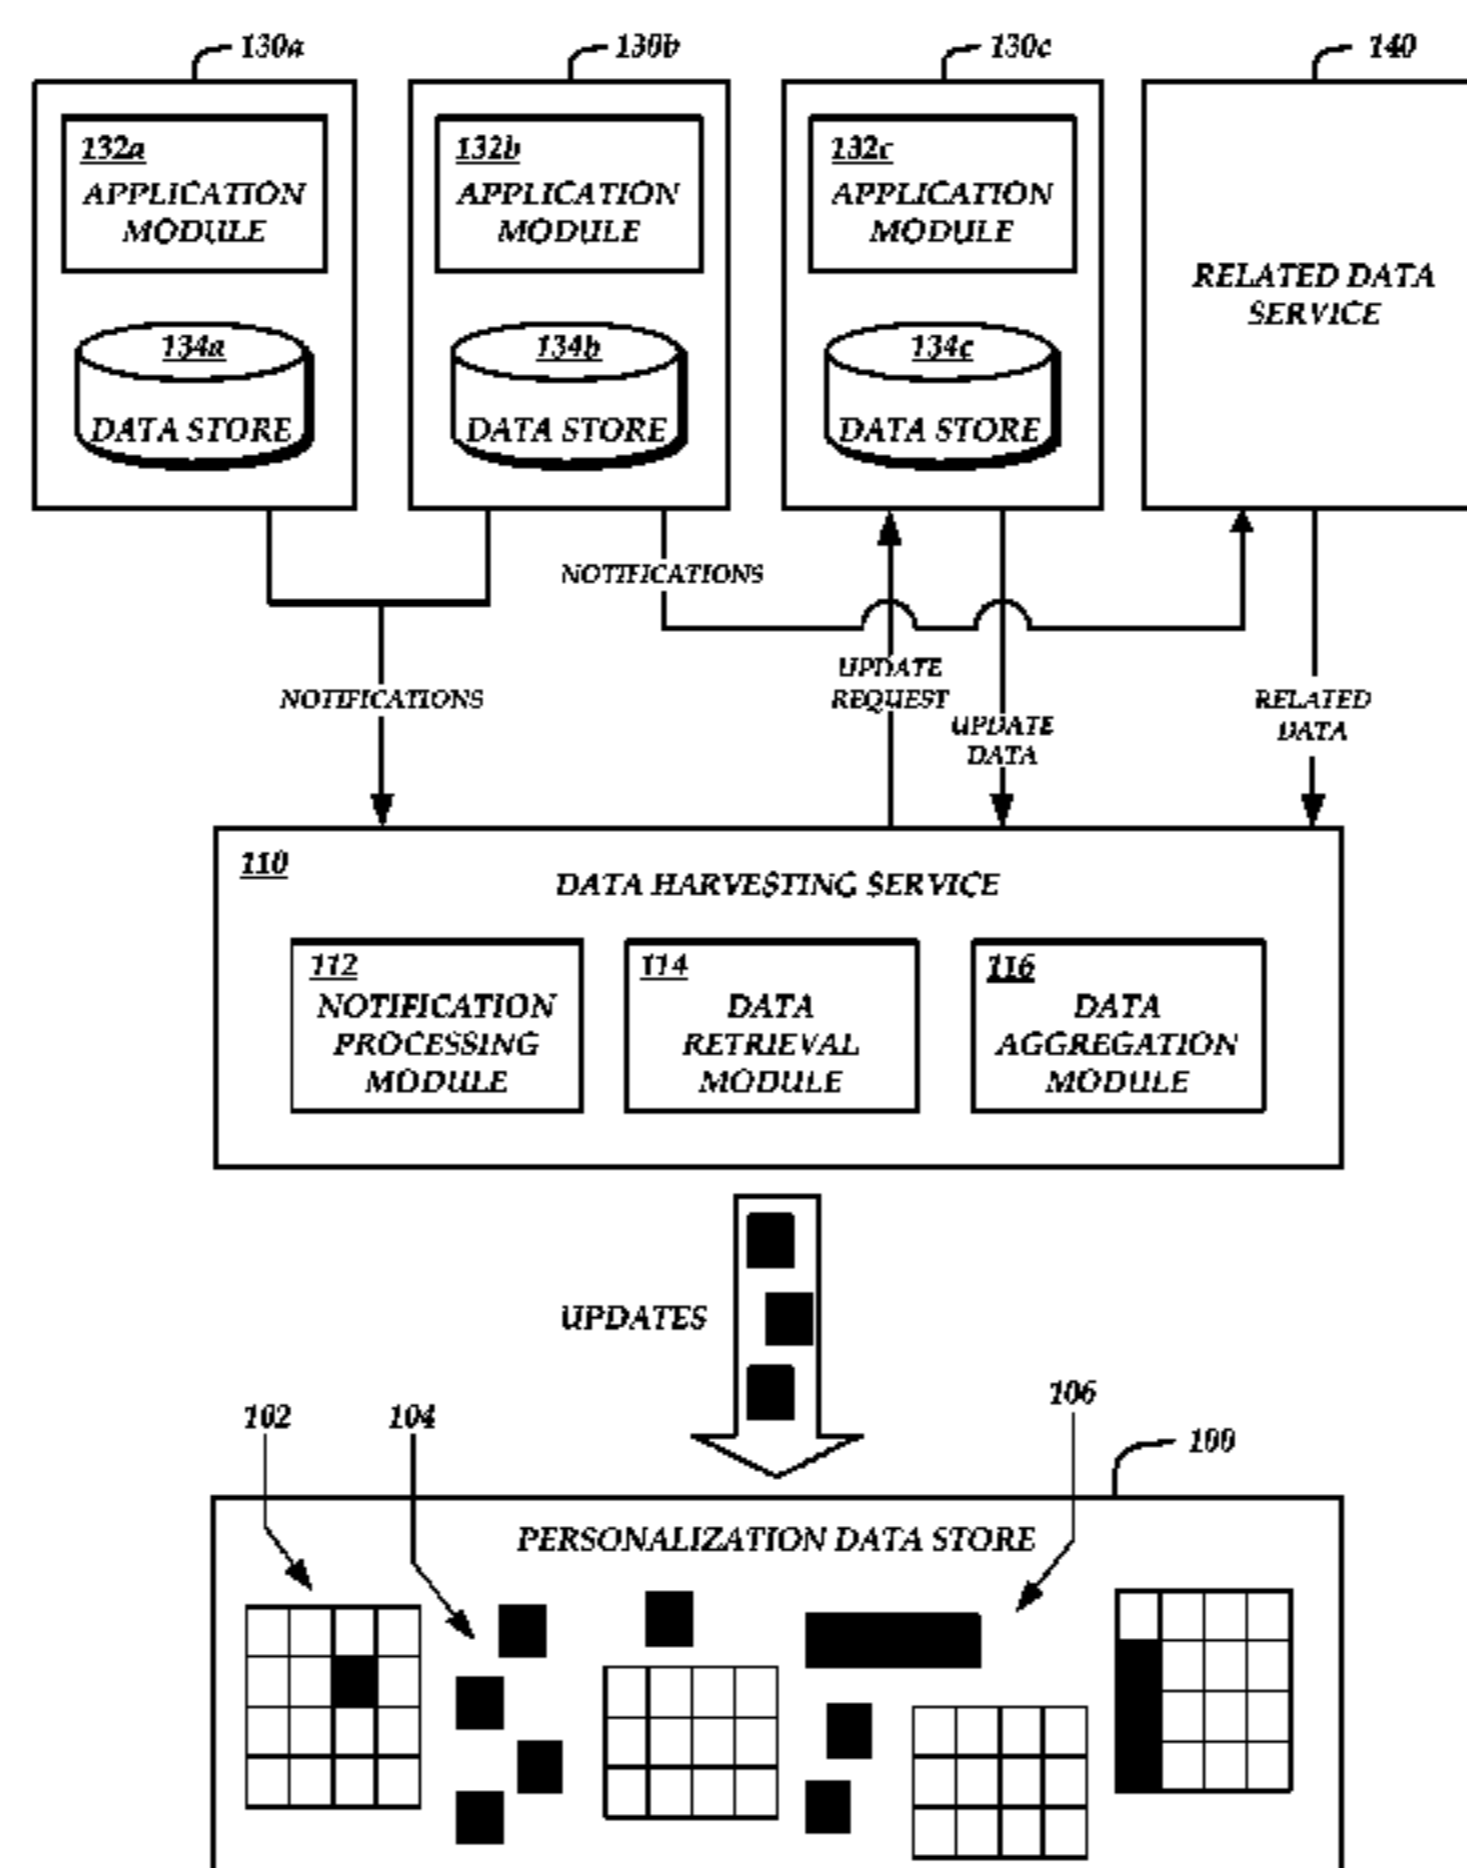 130a
130b
130c
140
132a
APPLICATION
MODULE
132b
APPLICATION
MODULE
132c
APPLICATION
MODULE
RELATED DATA
SERVICE
134a
DATA STORE
134b
DATA STORE
134c
DATA STORE
NOTIFICATIONS
NOTIFICATIONS
UPDATE
REQUEST
UPDATE
DATA
RELATED
DATA
110
DATA HARVESTING SERVICE
112
NOTIFICATION
PROCESSING
MODULE
114
DATA
RETRIEVAL
MODULE
116
DATA
AGGREGATION
MODULE
UPDATES
102
104
106
100
PERSONALIZATION DATA STORE